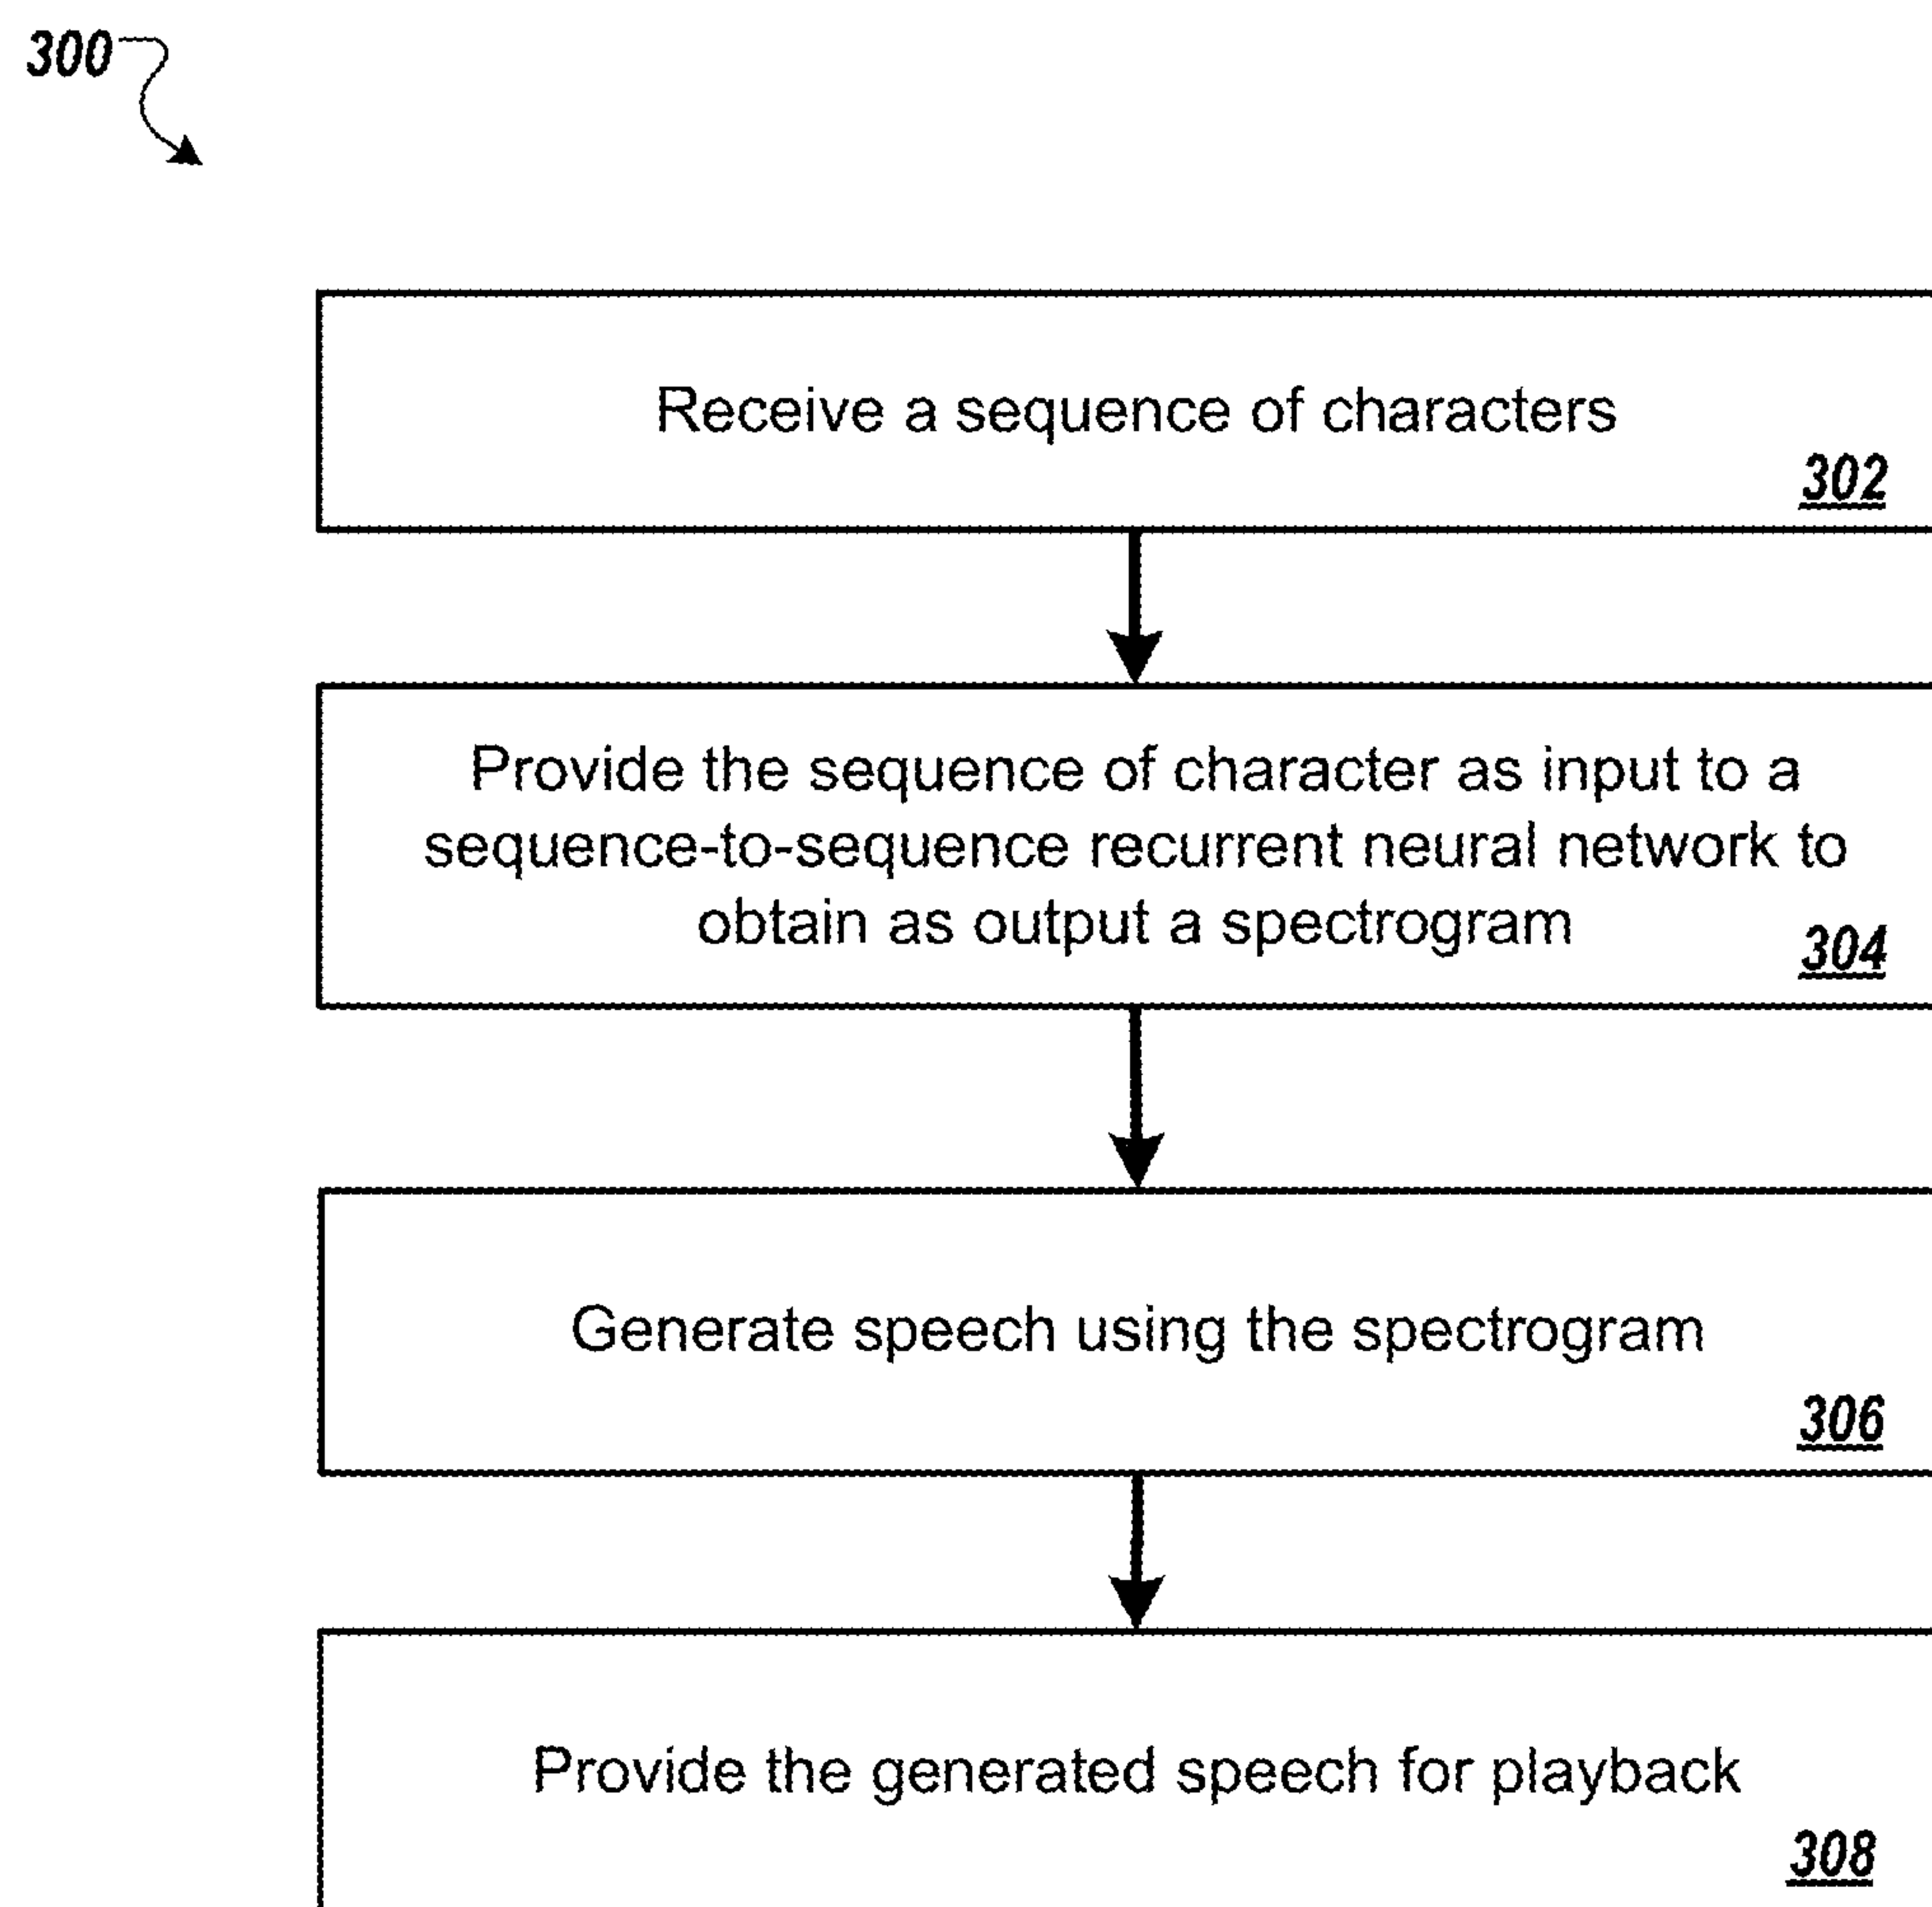 300
Receive a sequence of characters
302
Provide the sequence of character as input to a
sequence-to-sequence recurrent neural network to
obtain as output a spectrogram
304
Generate speech using the spectrogram
306
Provide the generated speech for playback
308